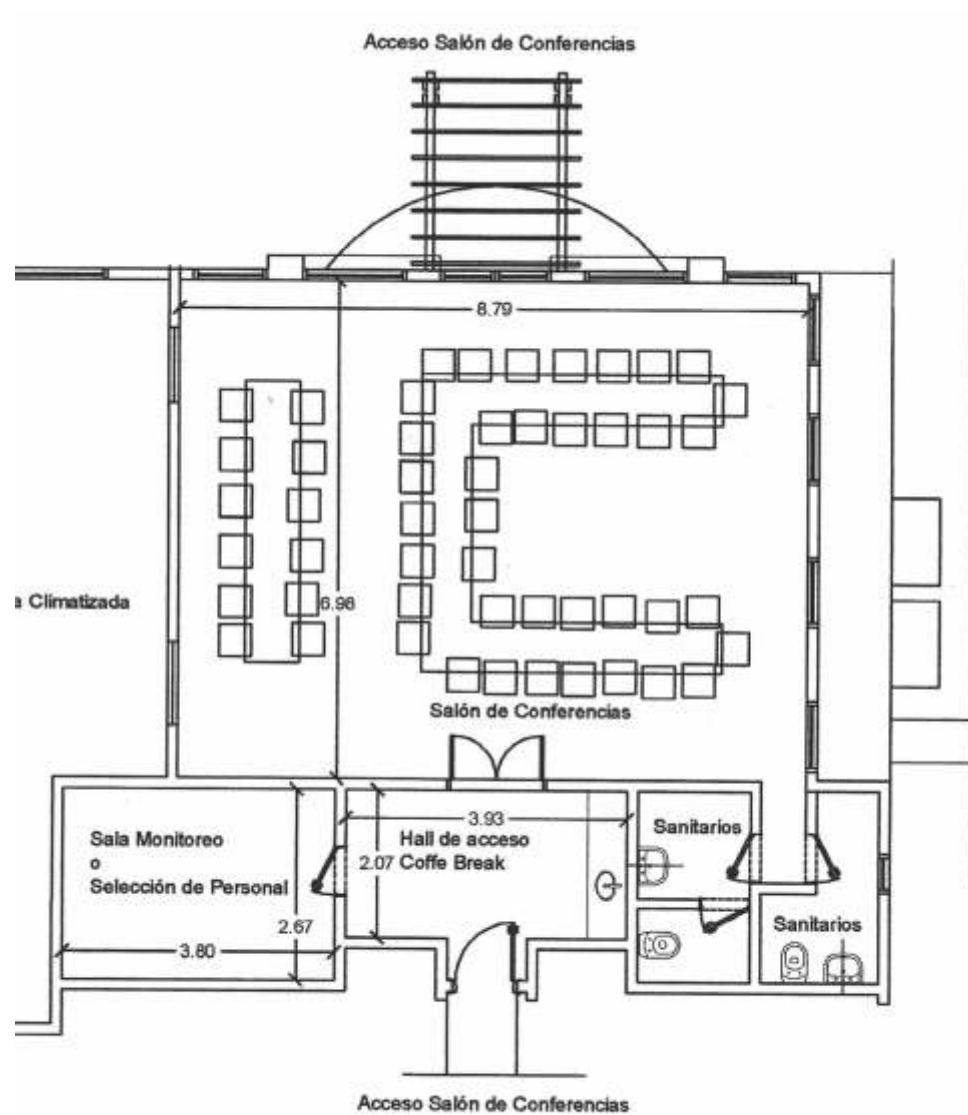 Acceso Salón de Conferencias
8.79
a Climatizada
6.96
Salón de Conferencias
Sala Monitoreo
o
Selección de Personal
2.67
3.80
3.93
Hall de acceso
2.07
Coffe Break
Sanitarios
Sanitarios
Acceso Salón de Conferencias